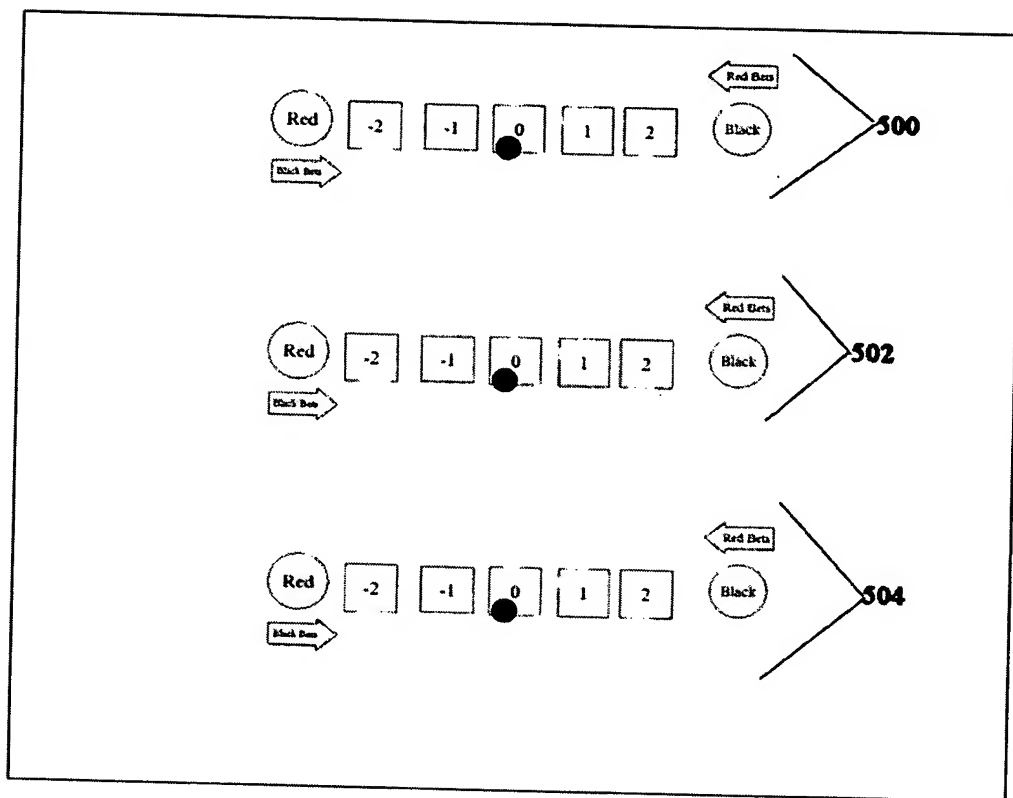 Red Bets
Red -2 -1 0 1 2 Black 500
Black Bets
Red Bets
Red -2 -1 0 1 2 Black 502
Black Bets
Red Bets
Red -2 -1 0 1 2 Black 504
Black Bets